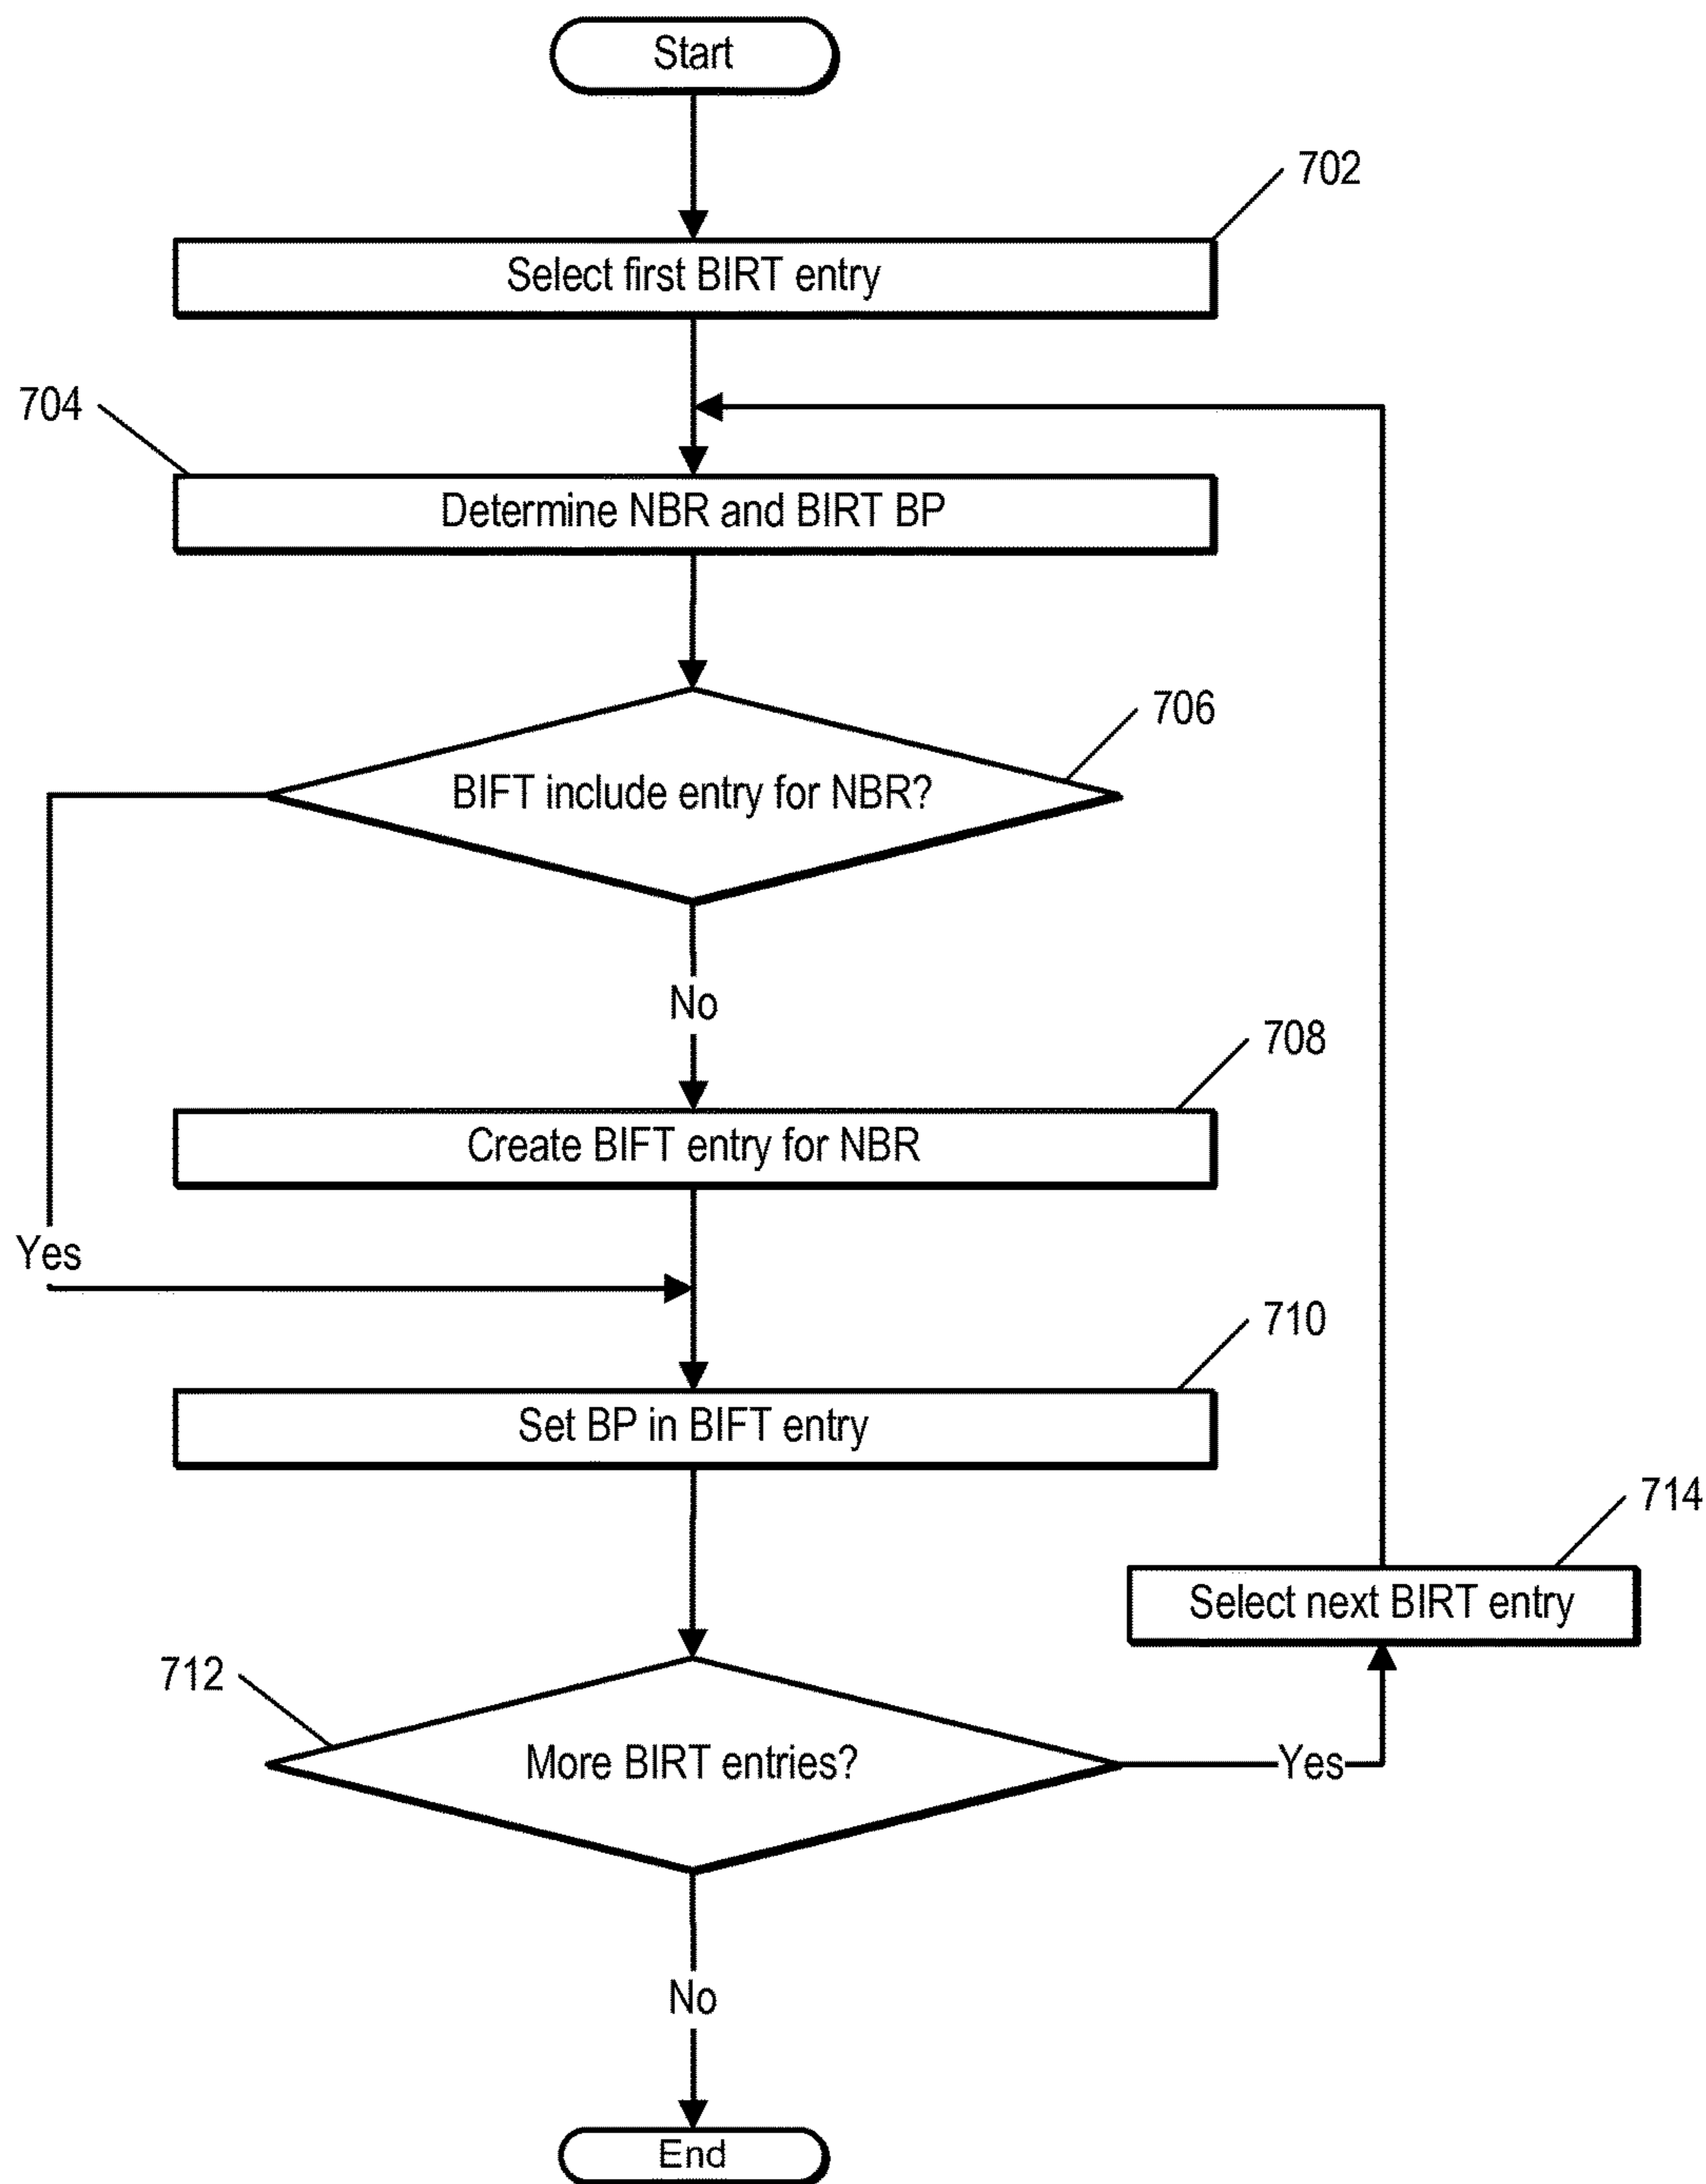 Start
702
Select first BIRT entry
704
Determine NBR and BIRT BP
706
BIFT include entry for NBR?
No
708
Create BIFT entry for NBR
Yes
710
Set BP in BIFT entry
714
Select next BIRT entry
712
More BIRT entries?
Yes
No
End